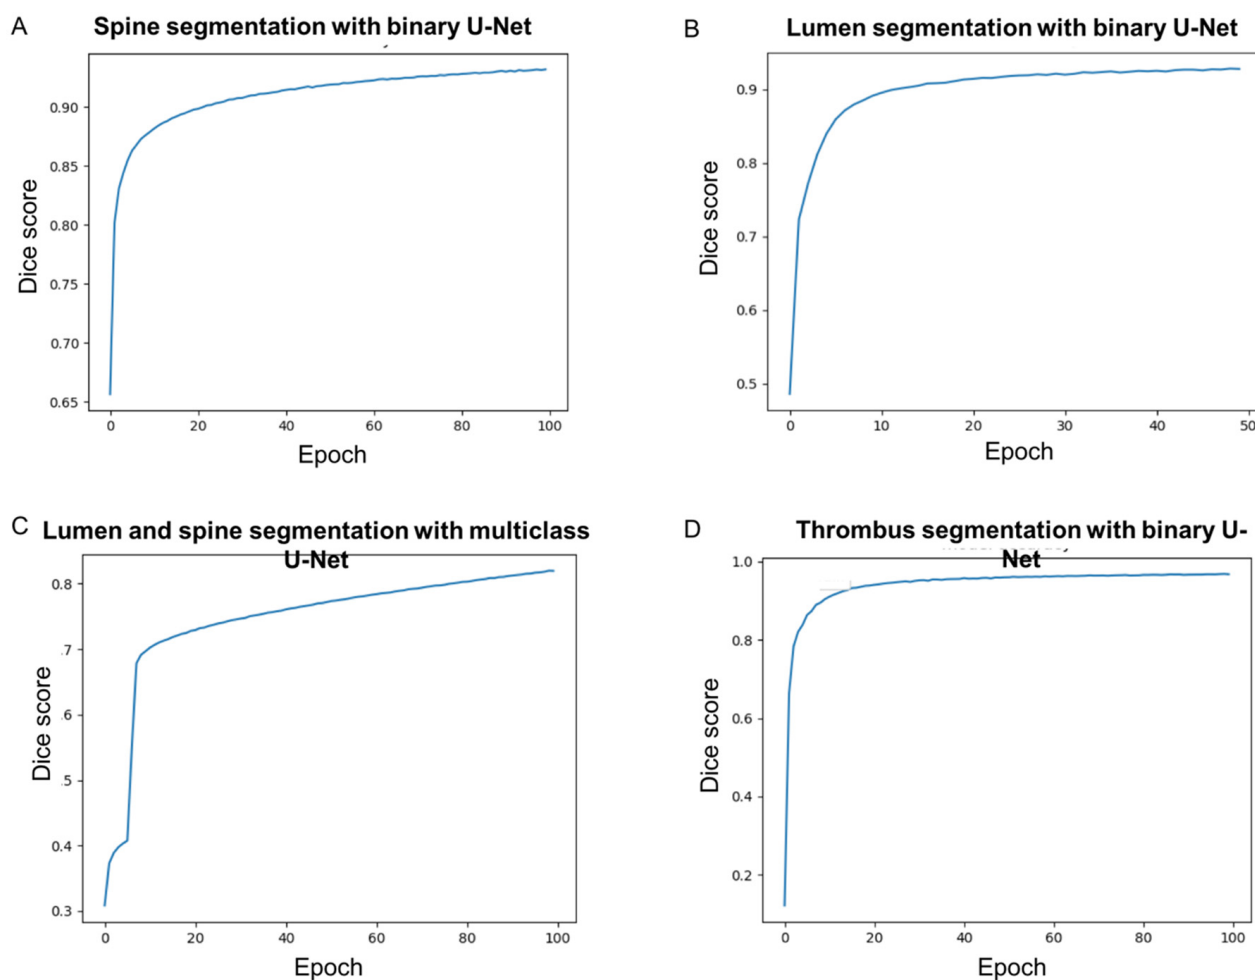 A
Spine segmentation with binary U-Net
0.90
0.85
0.80
0.75
0.70
0.65
Dice score
0 20 40 60 80 100
Epoch
B
Lumen segmentation with binary U-Net
0.9
0.8
0.7
0.6
0.5
Dice score
0 10 20 30 40 50
Epoch
C
Lumen and spine segmentation with multiclass
U-Net
0.8
.7
.6
.5
0.4
0.3
Dice score
0 20 40 60 80 100
Epoch
D
Thrombus segmentation with binary U-
Net
1.0
0.8
0.6
0.4
0.2
Dice score
0 20 40 60 80 100
Epoch